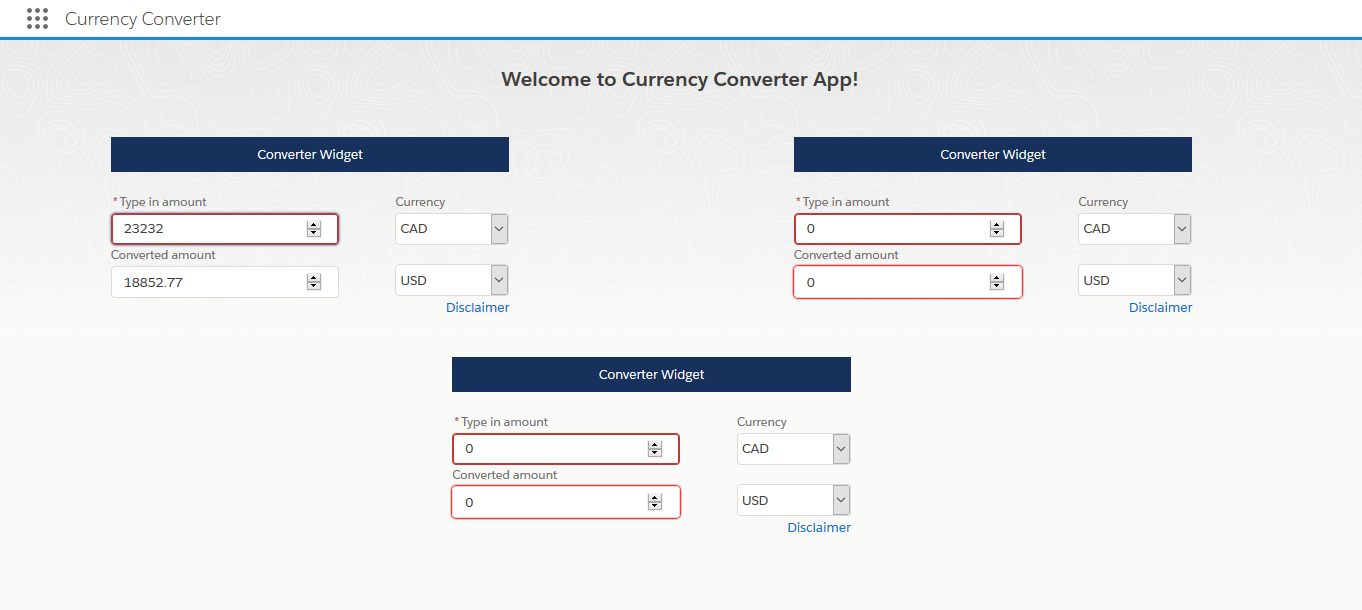 Currency Converter
Welcome to Currency Converter App!
Converter Widget
*Type in amount Currency
23232 CAD
Converted amount
18852.77 USD
Disclaimer
Converter Widget
*Type in amount Currency
0 CAD
Converted amount
0 USD
Disclaimer
Converter Widget
*Type in amount Currency
0 CAD
Converted amount
0 USD
Disclaimer